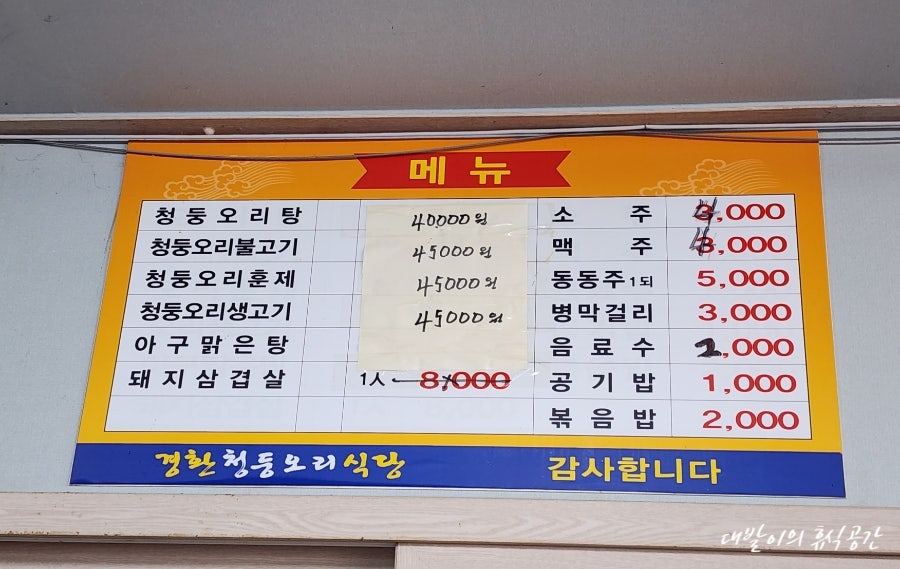 메뉴
청둥오리탕 40000원 소주 4,000
청둥오리불고기 45000원 맥주 4,000
청둥오리훈제 45000원 동동주1되 5,000
청둥오리생고기 45000원 병막걸리 3,000
아구맑은탕 음료수 2,000
돼지삼겹살 1人 8,000 공기밥 1,000
볶음밥 2,000
경환청둥오리식당 감사합니다
대발이의 휴식공간